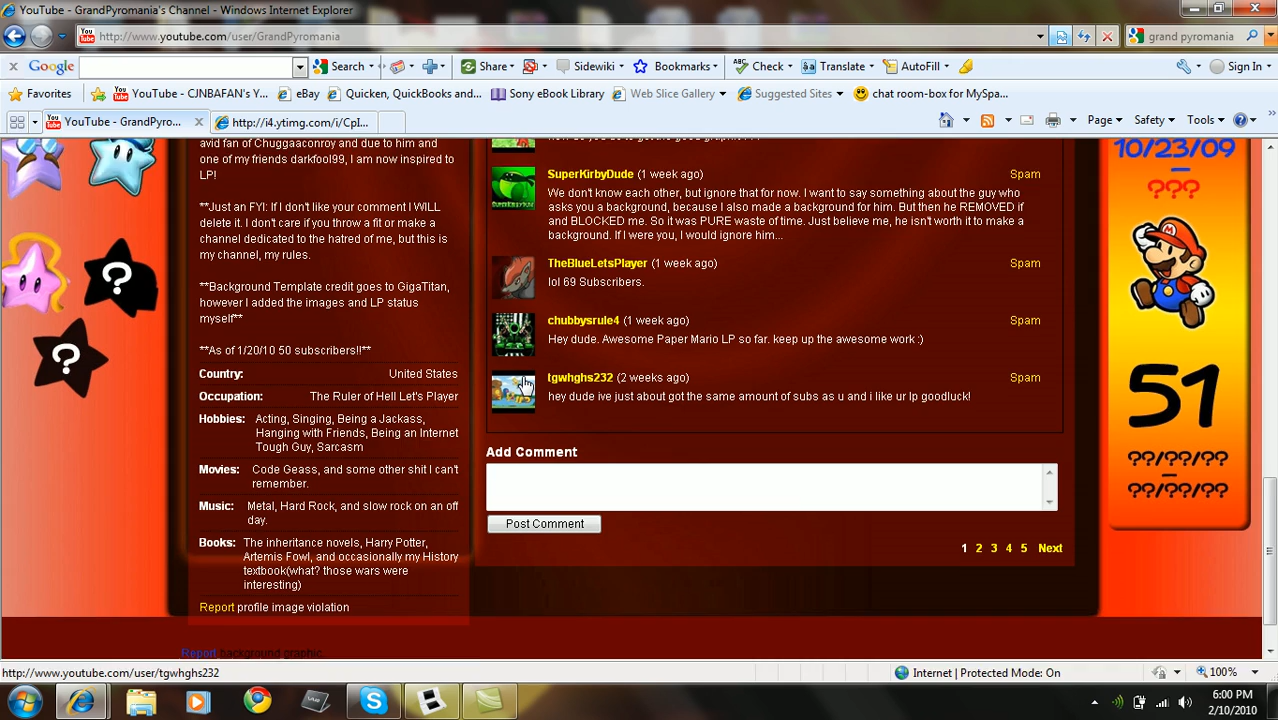 YouTube - GrandPyromania's Channel - Windows Internet Explorer
http://www.youtube.com/user/GrandPyromania
grand pyromania
Google
Search
Share
Sidewiki
Bookmarks
Check
Translate
AutoFill
Sign In
Favorites
YouTube - CJNBAFAN's Y...
eBay
Quicken, QuickBooks and...
Sony eBook Library
Web Slice Gallery
Suggested Sites
chat room-box for MySpa...
YouTube - GrandPyro...
http://i4.ytimg.com/i/CpI...
Page
Safety
Tools
avid fan of Chuggaaconroy and due to him and
one of my friends darkfool99, I am now inspired to
LP!
**Just an FYI: If I don't like your comment I WILL
delete it. I don't care if you throw a fit or make a
channel dedicated to the hatred of me, but this is
my channel, my rules.
**Background Template credit goes to GigaTitan,
however I added the images and LP status
myself**
**As of 1/20/10 50 subscribers!!**
Country: United States
Occupation: The Ruler of Hell Let's Player
Hobbies: Acting, Singing, Being a Jackass,
Hanging with Friends, Being an Internet
Tough Guy, Sarcasm
Movies: Code Geass, and some other shit I can't
remember.
Music: Metal, Hard Rock, and slow rock on an off
day.
Books: The inheritance novels, Harry Potter,
Artemis Fowl, and occasionally my History
textbook(what? those wars were
interesting)
Report profile image violation
Report background graphic.
SuperKirbyDude (1 week ago) Spam
We don't know each other, but ignore that for now. I want to say something about the guy who
asks you a background, because I also made a background for him. But then he REMOVED if
and BLOCKED me. So it was PURE waste of time. Just believe me, he isn't worth it to make a
background. If I were you, I would ignore him...
TheBlueLetsPlayer (1 week ago) Spam
lol 69 Subscribers.
chubbysrule4 (1 week ago) Spam
Hey dude. Awesome Paper Mario LP so far. keep up the awesome work :)
tgwhghs232 (2 weeks ago) Spam
hey dude ive just about got the same amount of subs as u and i like ur lp goodluck!
Add Comment
Post Comment
1 2 3 4 5 Next
10/23/09
–
???
51
??/??/??
–
??/??/??
http://www.youtube.com/user/tgwhghs232
Internet | Protected Mode: On
100%
6:00 PM
2/10/2010